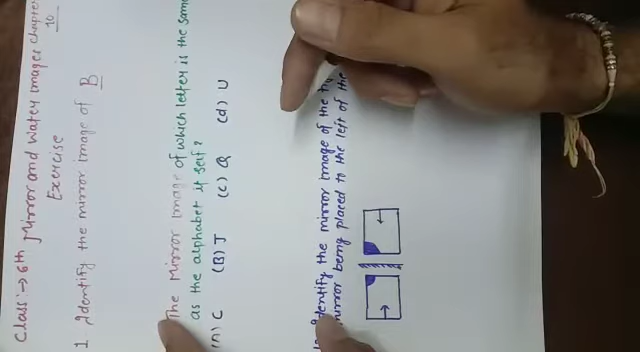 Class:→ 6th Mirror and Water Images chapter
10
Exercise
1. Identify the mirror image of B
The Mirror Image of which letter is the same
as the alphabet it self?
C (B) J (C) Q (d) U
Identify the mirror image of the
mirror being placed to the left of the